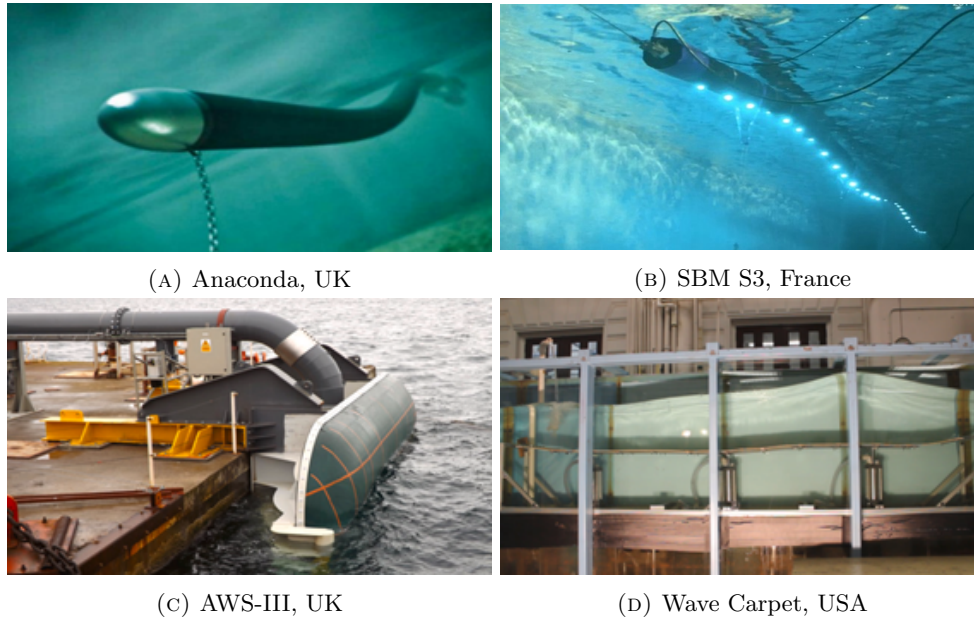 (A) Anaconda, UK
(B) SBM S3, France
(C) AWS-III, UK
(D) Wave Carpet, USA